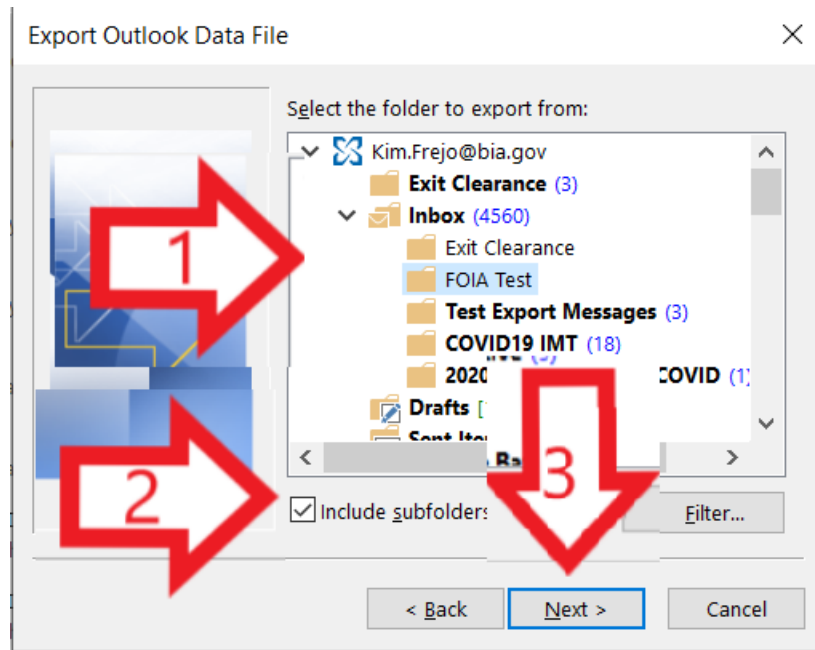 Export Outlook Data File
Select the folder to export from:
Kim.Frejo@bia.gov
Exit Clearance (3)
Inbox (4560)
1
Exit Clearance
FOIA Test
Test Export Messages (3)
COVID19 IMT (18)
2020 COVID (1)
Drafts [
Sent
2
3
Include subfolders
Filter...
< Back
Next >
Cancel